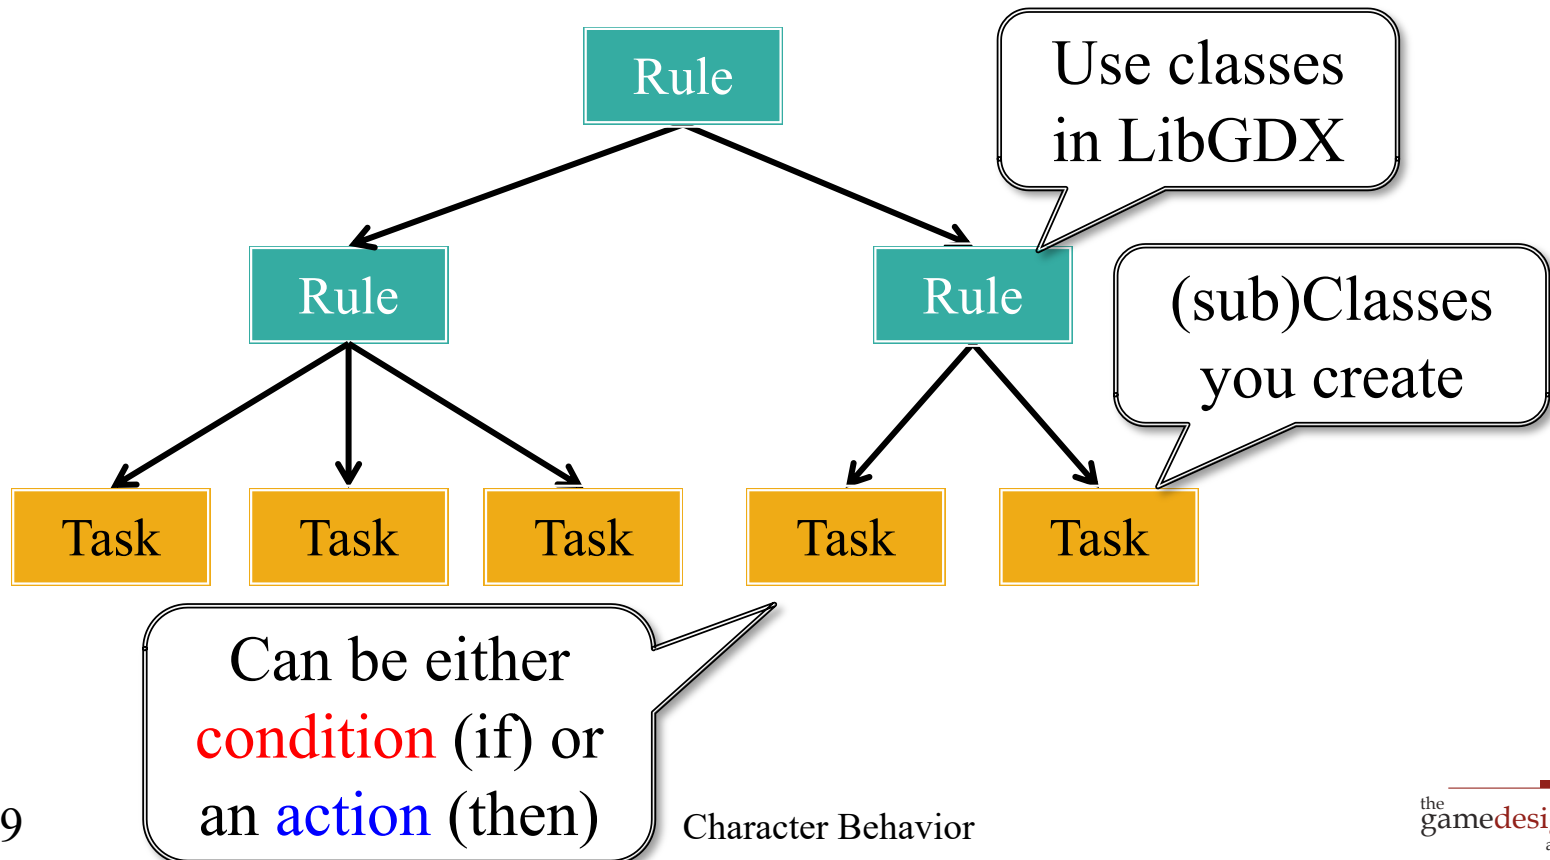 Rule
Use classes
in LibGDX
Rule
Rule
(sub)Classes
you create
Task
Task
Task
Task
Task
Can be either
condition (if) or
an action (then)
9
Character Behavior
the
gamedesi